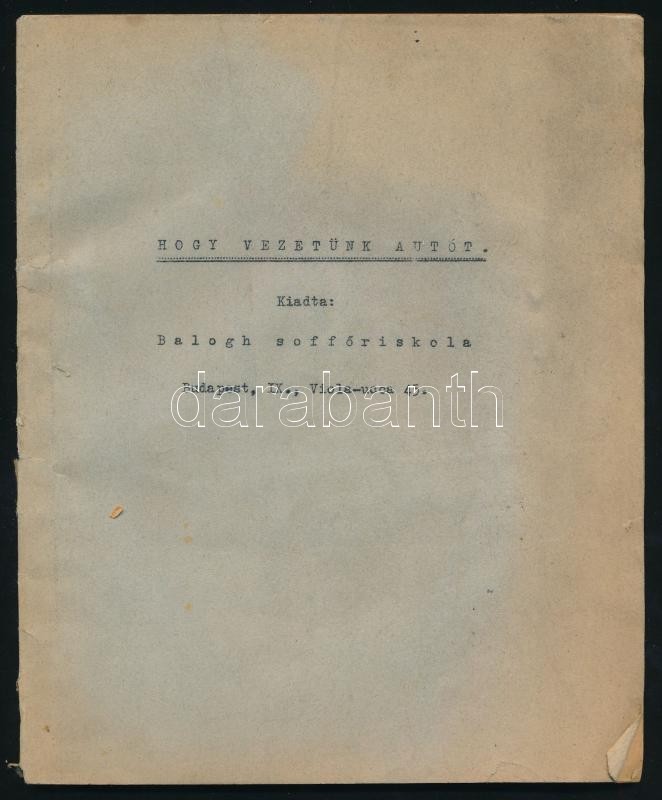 HOGY VEZETÜNK AUTÓT.
Kiadta:
Balogh soffőriskola
Budapest, IX., Viola-ucca 45.
darabanth